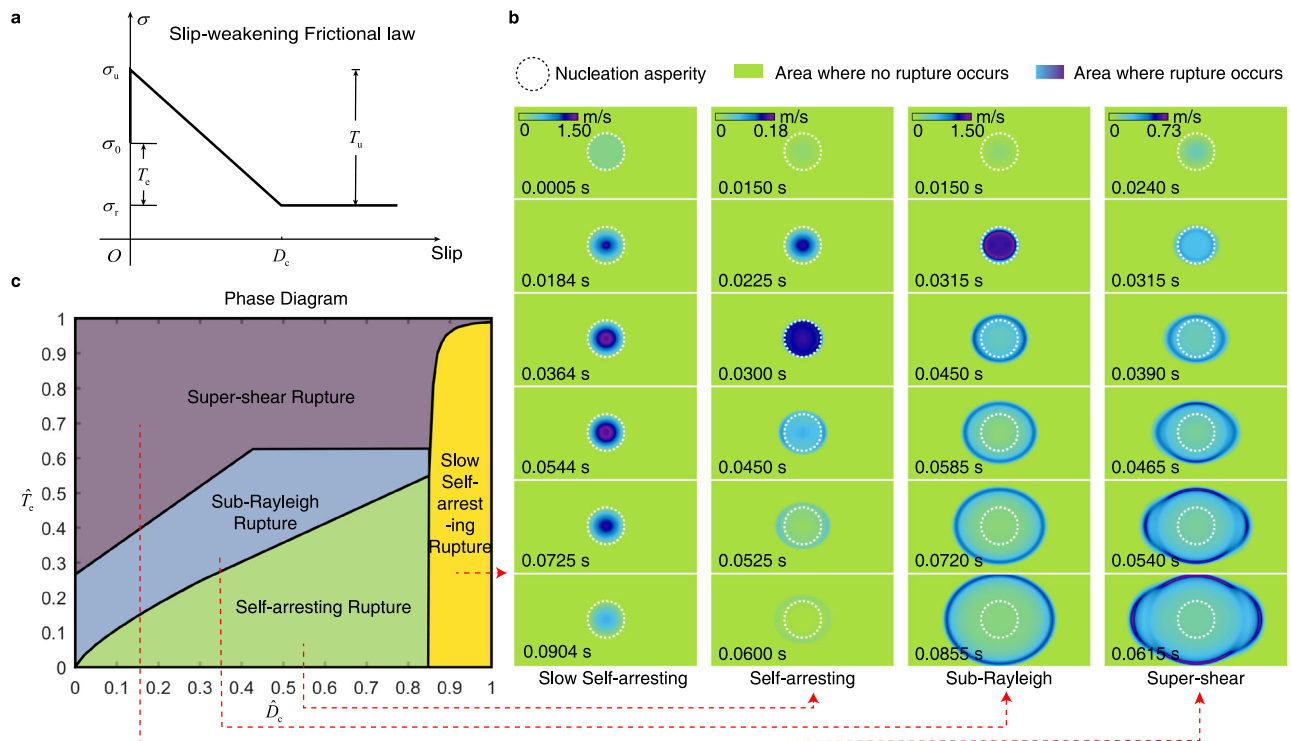 a
σ
Slip-weakening Frictional law
σu
σ0
σr
Te
Tu
O
Dc
Slip
b
Nucleation asperity
Area where no rupture occurs
Area where rupture occurs
m/s
0 1.50
0.0005 s
0.0184 s
0.0364 s
0.0544 s
0.0725 s
0.0904 s
Slow Self-arresting
m/s
0 0.18
0.0150 s
0.0225 s
0.0300 s
0.0450 s
0.0525 s
0.0600 s
Self-arresting
m/s
0 1.50
0.0150 s
0.0315 s
0.0450 s
0.0585 s
0.0720 s
0.0855 s
Sub-Rayleigh
m/s
0 0.73
0.0240 s
0.0315 s
0.0390 s
0.0465 s
0.0540 s
0.0615 s
Super-shear
c
Phase Diagram
1
0.9
0.8
0.7
0.6
0.5
0.4
0.3
0.2
0.1
0
T̂e
Super-shear Rupture
Sub-Rayleigh
Rupture
Self-arresting Rupture
Slow
Self-
arrest
-ing
Rupture
0 0.1 0.2 0.3 0.4 0.5 0.6 0.7 0.8 0.9 1
D̂c